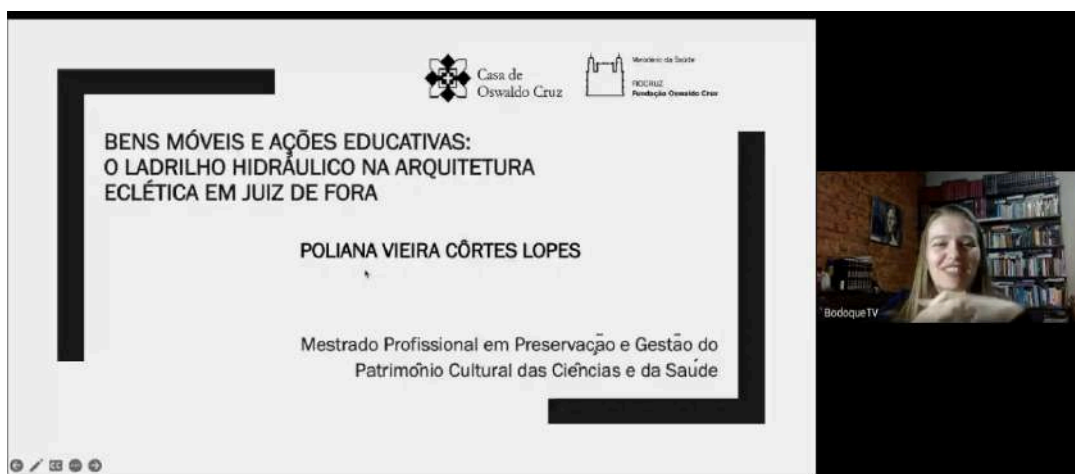 Casa de
Oswaldo Cruz
Ministério da Saúde
FIOCRUZ
Fundação Oswaldo Cruz
BENS MÓVEIS E AÇÕES EDUCATIVAS:
O LADRILHO HIDRÁULICO NA ARQUITETURA
ECLÉTICA EM JUIZ DE FORA
POLIANA VIEIRA CÔRTES LOPES
Mestrado Profissional em Preservação e Gestão do
Patrimônio Cultural das Ciências e da Saúde
BodoqueTV